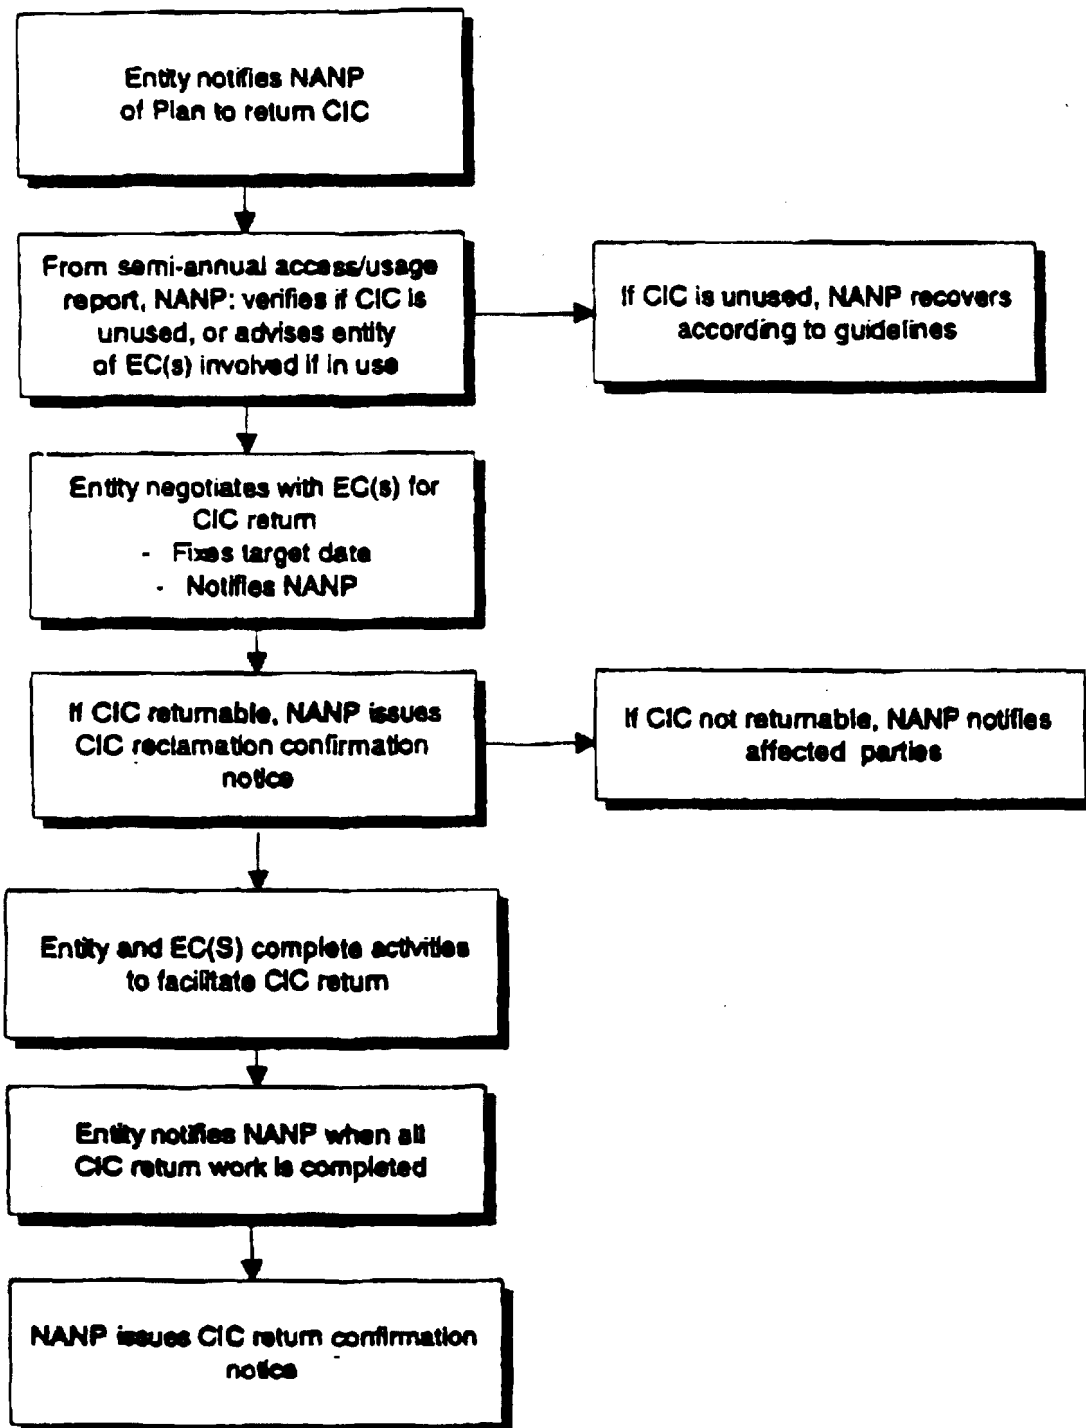 Entity notifies NANP
of Plan to return CIC
From semi-annual access/usage
report, NANP: verifies if CIC is
unused, or advises entity
of EC(s) involved if in use
If CIC is unused, NANP recovers
according to guidelines
Entity negotiates with EC(s) for
CIC return
- Fixes target date
- Notifies NANP
If CIC returnable, NANP issues
CIC reclamation confirmation
notice
If CIC not returnable, NANP notifies
affected parties
Entity and EC(S) complete activities
to facilitate CIC return
Entity notifies NANP when all
CIC return work is completed
NANP issues CIC return confirmation
notice